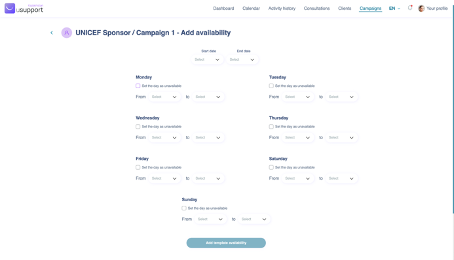 usupport
Dashboard Calendar Activity history Consultations Clients Campaigns EN Your profile
UNICEF Sponsor / Campaign 1 - Add availability
Start date End date
Select Select
Monday Tuesday
Set the day as unavailable Set the day as unavailable
From Select to Select From Select to Select
Wednesday Thursday
Set the day as unavailable Set the day as unavailable
From Select to Select From Select to Select
Friday Saturday
Set the day as unavailable Set the day as unavailable
From Select to Select From Select to Select
Sunday
Set the day as unavailable
From Select to Select
Add template availability